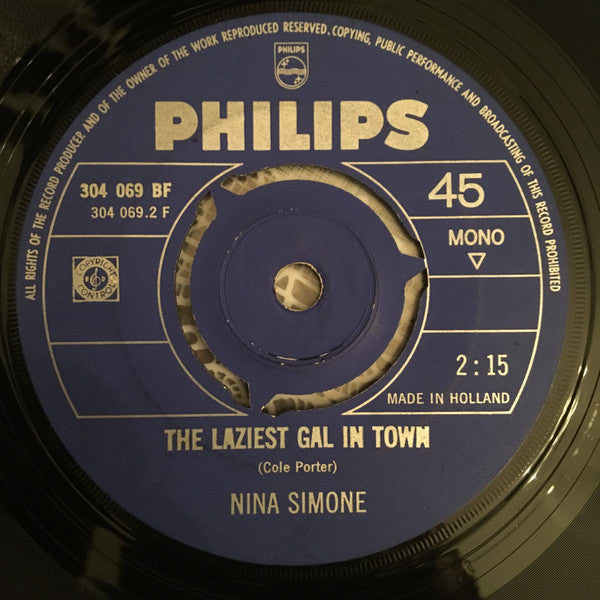 ALL RIGHTS OF THE RECORD PRODUCER AND OF THE OWNER OF THE WORK REPRODUCED RESERVED. COPYING, PUBLIC PERFORMANCE AND BROADCASTING OF THIS RECORD PROHIBITED
PHILIPS
PHILIPS
304 069 BF
304 069.2 F
45
MONO
COPYRIGHT
CONTROL
2:15
MADE IN HOLLAND
THE LAZIEST GAL IN TOWN
(Cole Porter)
NINA SIMONE